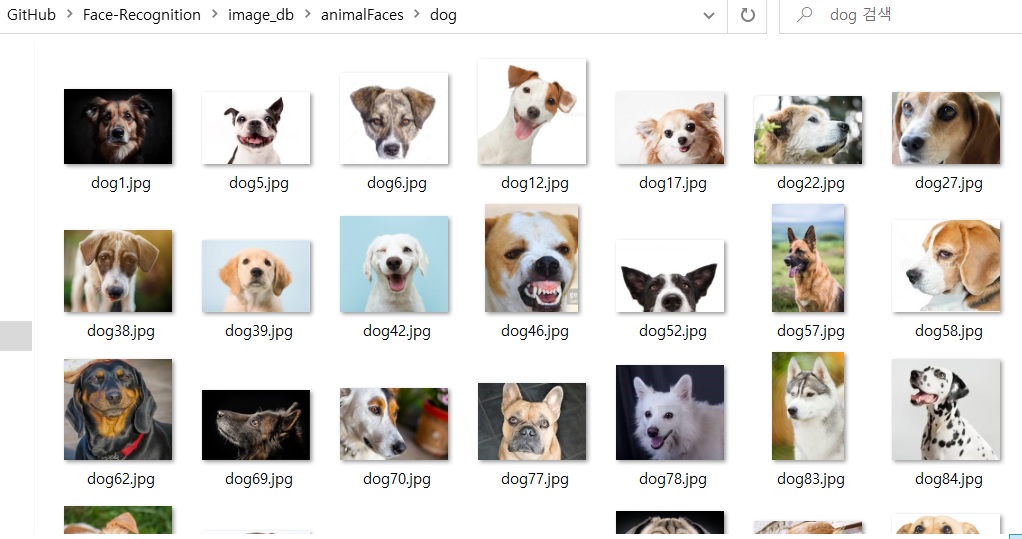 GitHub > Face-Recognition > image_db > animalFaces > dog
dog 검색
dog1.jpg dog5.jpg dog6.jpg dog12.jpg dog17.jpg dog22.jpg dog27.jpg
dog38.jpg dog39.jpg dog42.jpg dog46.jpg dog52.jpg dog57.jpg dog58.jpg
dog62.jpg dog69.jpg dog70.jpg dog77.jpg dog78.jpg dog83.jpg dog84.jpg